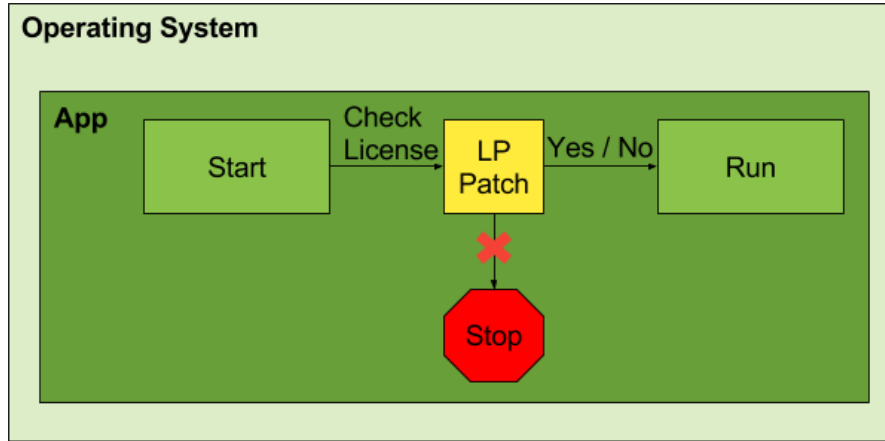 Operating System
App
Start
Check
License
LP
Patch
Yes / No
Run
Stop